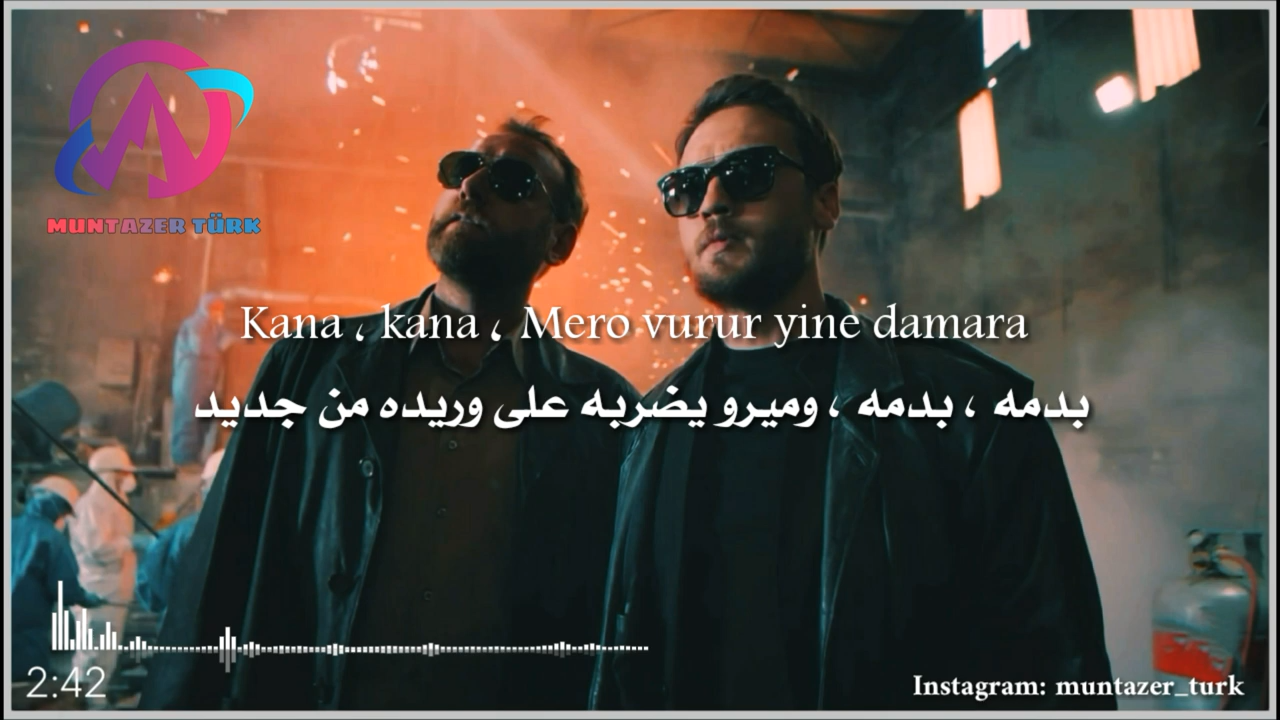 MUNTAZER TÜRK
Kana ، kana ، Mero vurur yine damara
بدمه ، بدمه ، وميرو يضربه على وريده من جديد
2:42
Instagram: muntazer_turk